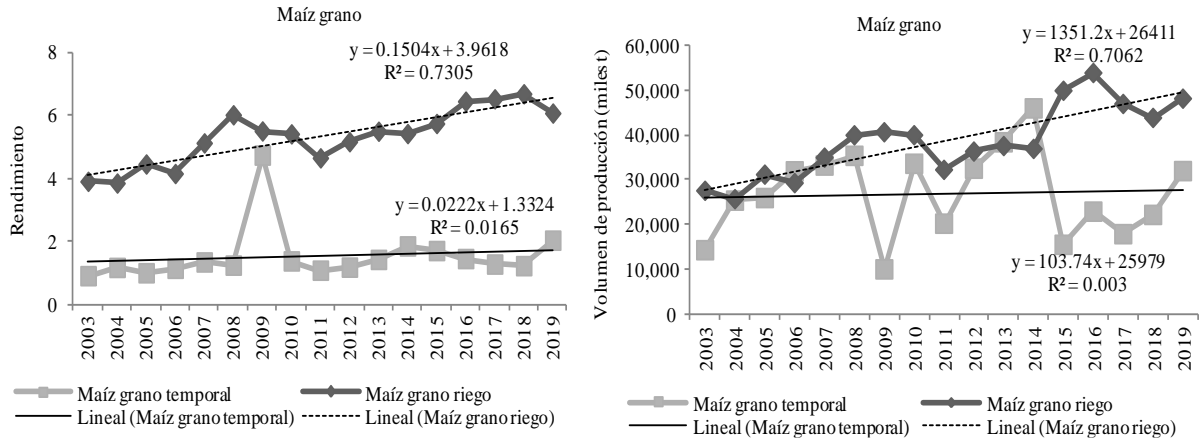 Maíz grano
y = 0.1504x + 3.9618
R² = 0.7305
8
6
4
2
0
Rendimiento
y = 0.0222x + 1.3324
R² = 0.0165
2003 2004 2005 2006 2007 2008 2009 2010 2011 2012 2013 2014 2015 2016 2017 2018 2019
Maíz grano temporal Maíz grano riego
Lineal (Maíz grano temporal) Lineal (Maíz grano riego)
Maíz grano
y = 1351.2x + 26411
R² = 0.7062
60,000
50,000
40,000
30,000
20,000
10,000
0
Volumen de producción (miles t)
y = 103.74x + 25979
R² = 0.003
2003 2004 2005 2006 2007 2008 2009 2010 2011 2012 2013 2014 2015 2016 2017 2018 2019
Maíz grano temporal Maíz grano riego
Lineal (Maíz grano temporal) Lineal (Maíz grano riego)